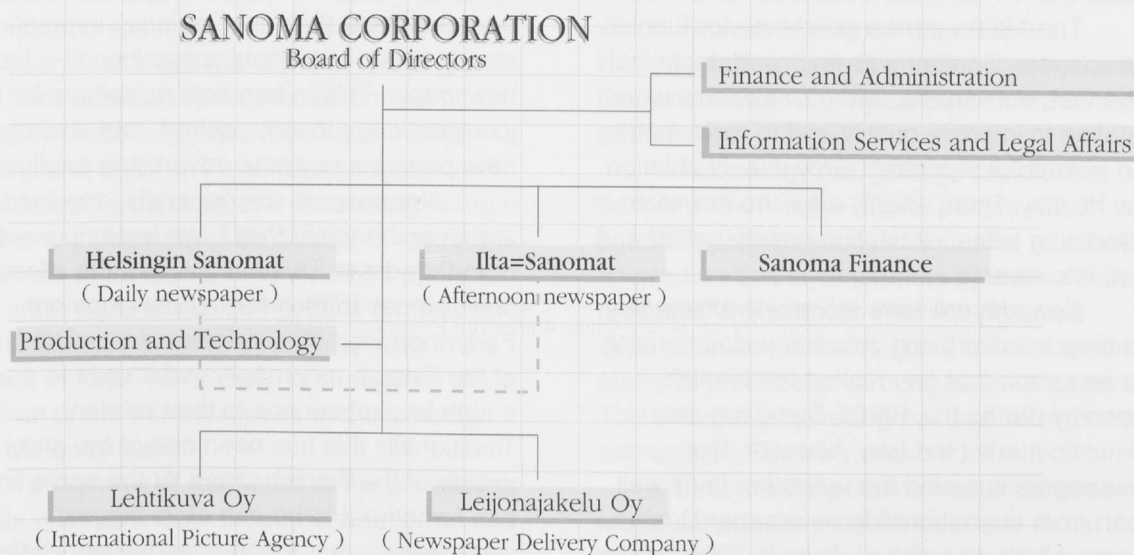 SANOMA CORPORATION
Board of Directors
Finance and Administration
Information Services and Legal Affairs
Helsingin Sanomat
( Daily newspaper )
Ilta=Sanomat
( Afternoon newspaper )
Sanoma Finance
Production and Technology
Lehtikuva Oy
( International Picture Agency )
Leijonajakelu Oy
( Newspaper Delivery Company )